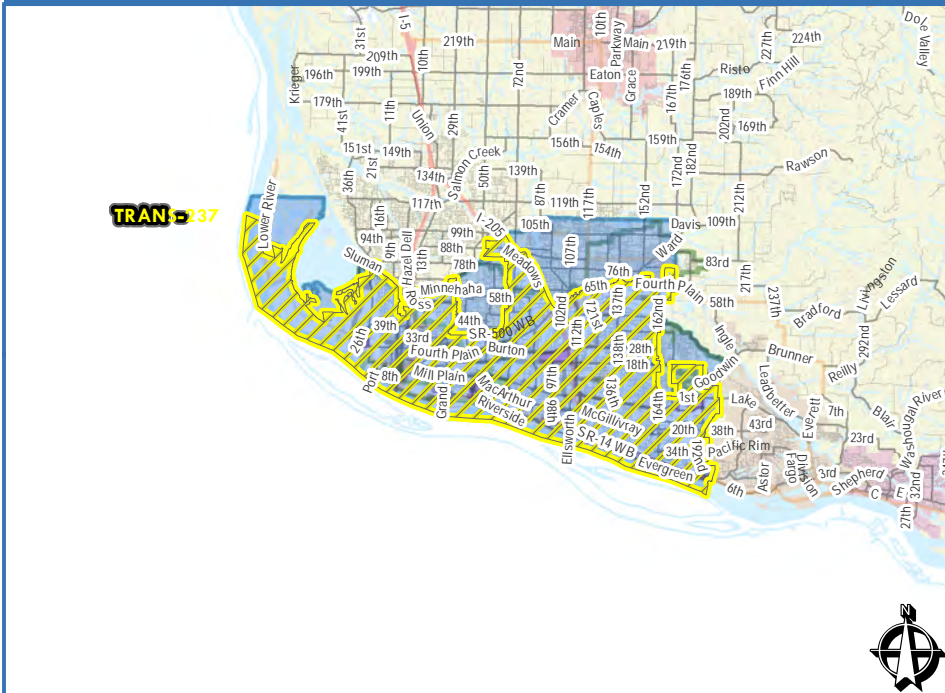 31st
I-5
219th
Main
10th
Parkway
Main
219th
227th
224th
Dole Valley
209th
199th
196th
Krieger
10th
72nd
Eaton
Grace
176th
Risto
Finn Hill
179th
41st
11th
Union
29th
Cramer
Caples
167th
189th
202nd
169th
151st
149th
21st
36th
134th
Salmon Creek
50th
139th
156th
154th
159th
172nd
182nd
Rawson
Lower River
16th
117th
87th
119th
117th
152nd
212th
TRANS-237
94th
9th
Hazel Dell
13th
99th
88th
78th
I-205
105th
107th
Davis
109th
Ward
Sluman
Meadows
76th
83rd
217th
Minnehaha
Ross
58th
65th
Fourth Plain
58th
237th
Livingston
Lessard
39th
26th
33rd
44th
SR-500 WB
102nd
112th
121st
137th
162nd
Bradford
292nd
Fourth Plain
Burton
138th
28th
18th
Ingle
Goodwin
Brunner
Reilly
Port
8th
Mill Plain
Grand
MacArthur
Riverside
97th
98th
136th
164th
1st
Leadbetter
Lake
Everett
7th
Blair
Washougal River
Ellsworth
McGillivray
SR-14 WB
20th
38th
43rd
23rd
34th
192nd
Pacific Rim
Evergreen
6th
Astor
Fargo
Division
3rd
Shepherd
C
E
32nd
27th
N